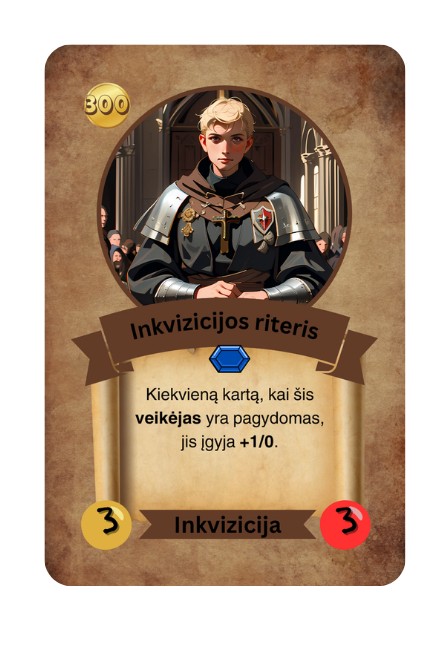 300
Inkvizicijos riteris
Kiekvieną kartą, kai šis
veikėjas yra pagydomas,
jis įgyja +1/0.
3 Inkvizicija 3